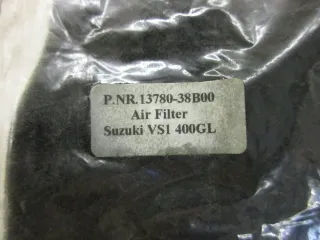 P.NR.13780-38B00
Air Filter
Suzuki VS1 400GL